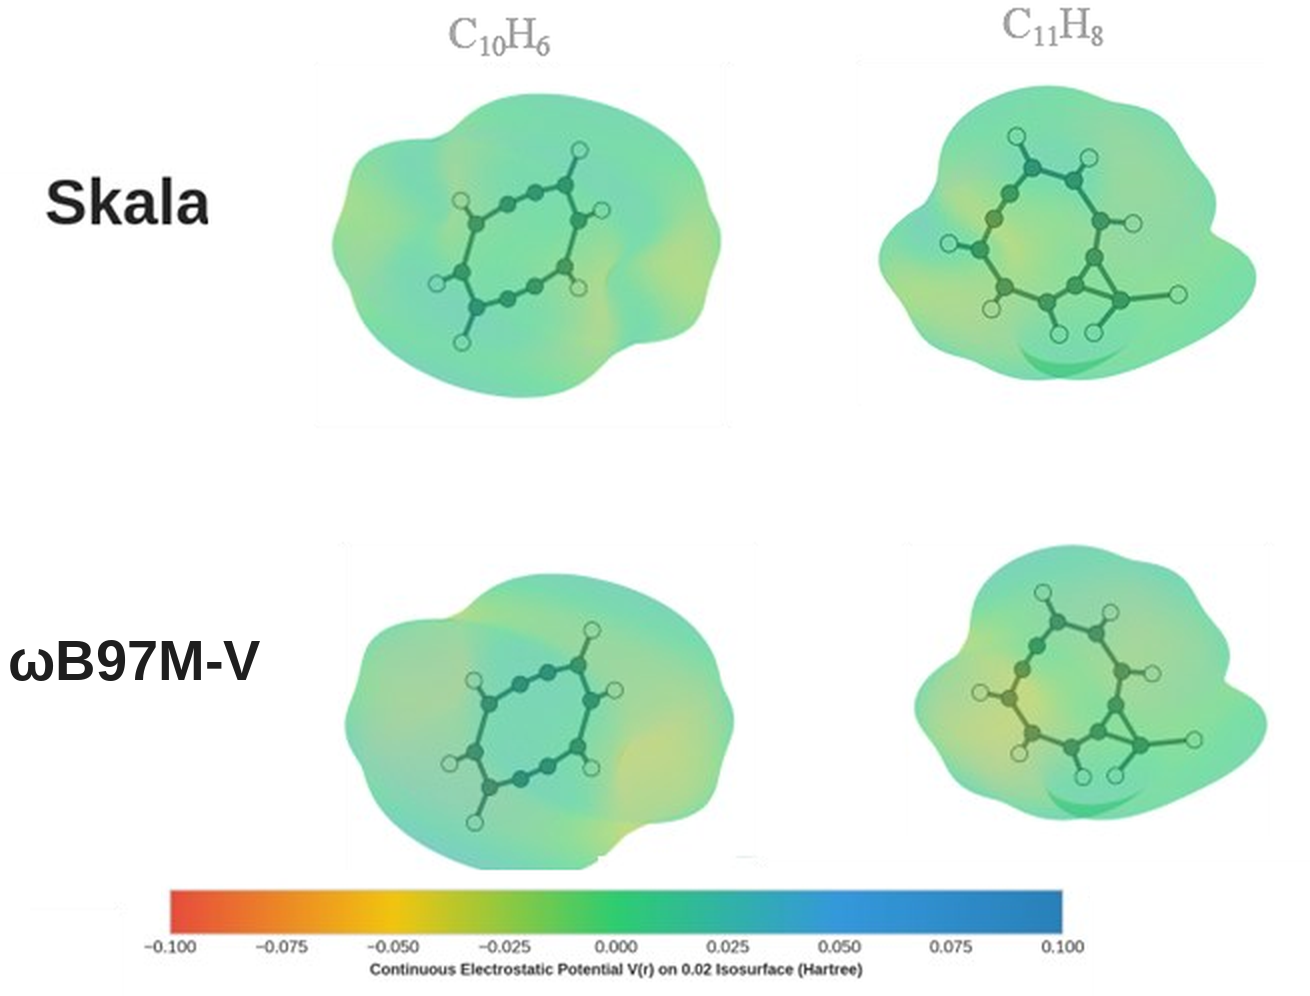 C₁₀H₆
C₁₁H₈
Skala
ωB97M-V
−0.100 −0.075 −0.050 −0.025 0.000 0.025 0.050 0.075 0.100
Continuous Electrostatic Potential V(r) on 0.02 Isosurface (Hartree)